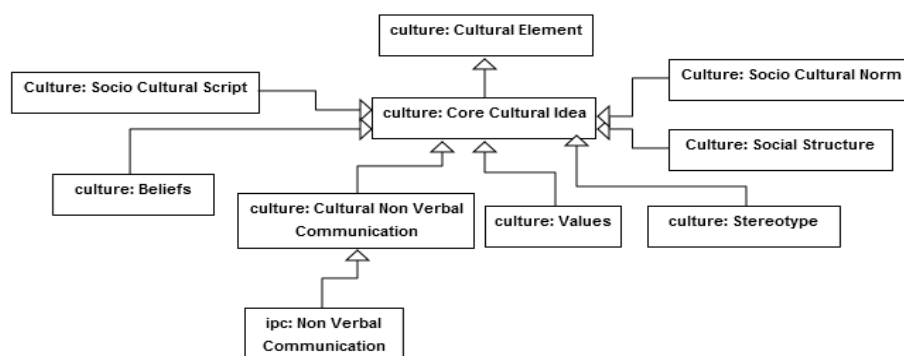 culture: Cultural Element
Culture: Socio Cultural Script
culture: Core Cultural Idea
Culture: Socio Cultural Norm
Culture: Social Structure
culture: Beliefs
culture: Cultural Non Verbal
Communication
culture: Values
culture: Stereotype
ipc: Non Verbal
Communication